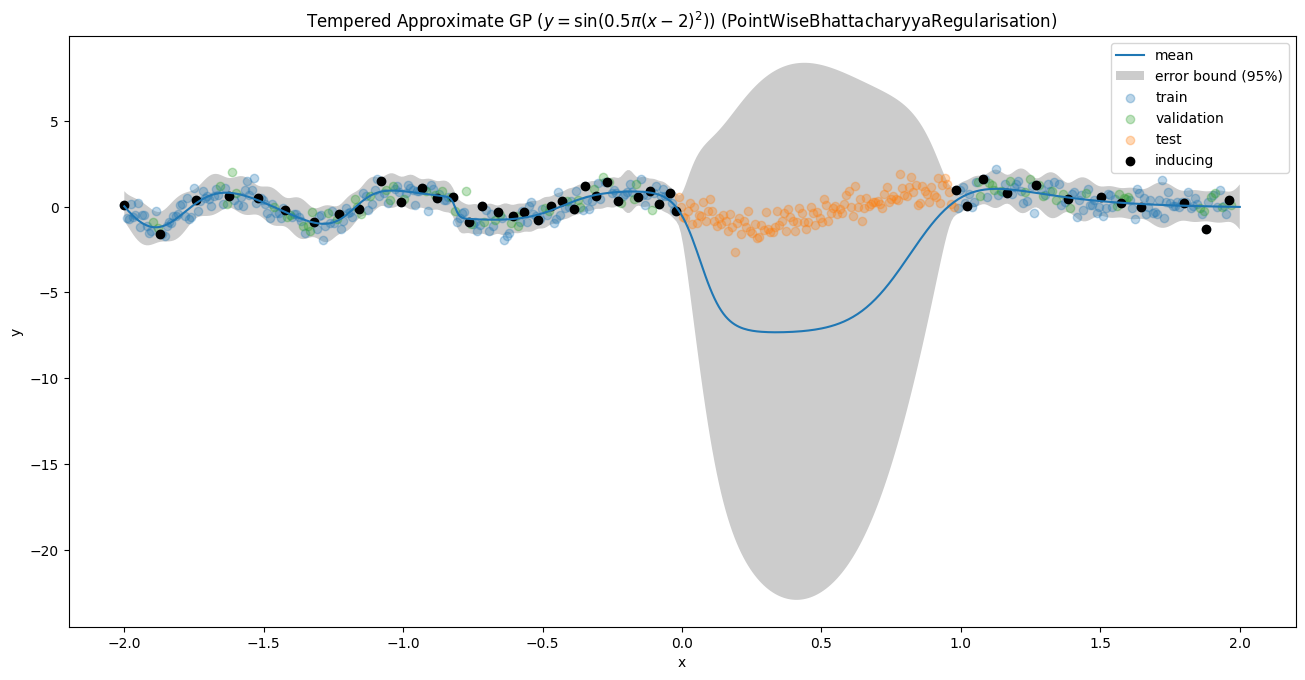 Tempered Approximate GP ($y = \sin(0.5\pi(x-2)^2)$) (PointWiseBhattacharyyaRegularisation)
mean
error bound (95%)
train
validation
test
inducing
y
5
0
−5
−10
−15
−20
−2.0 −1.5 −1.0 −0.5 0.0 0.5 1.0 1.5 2.0
x